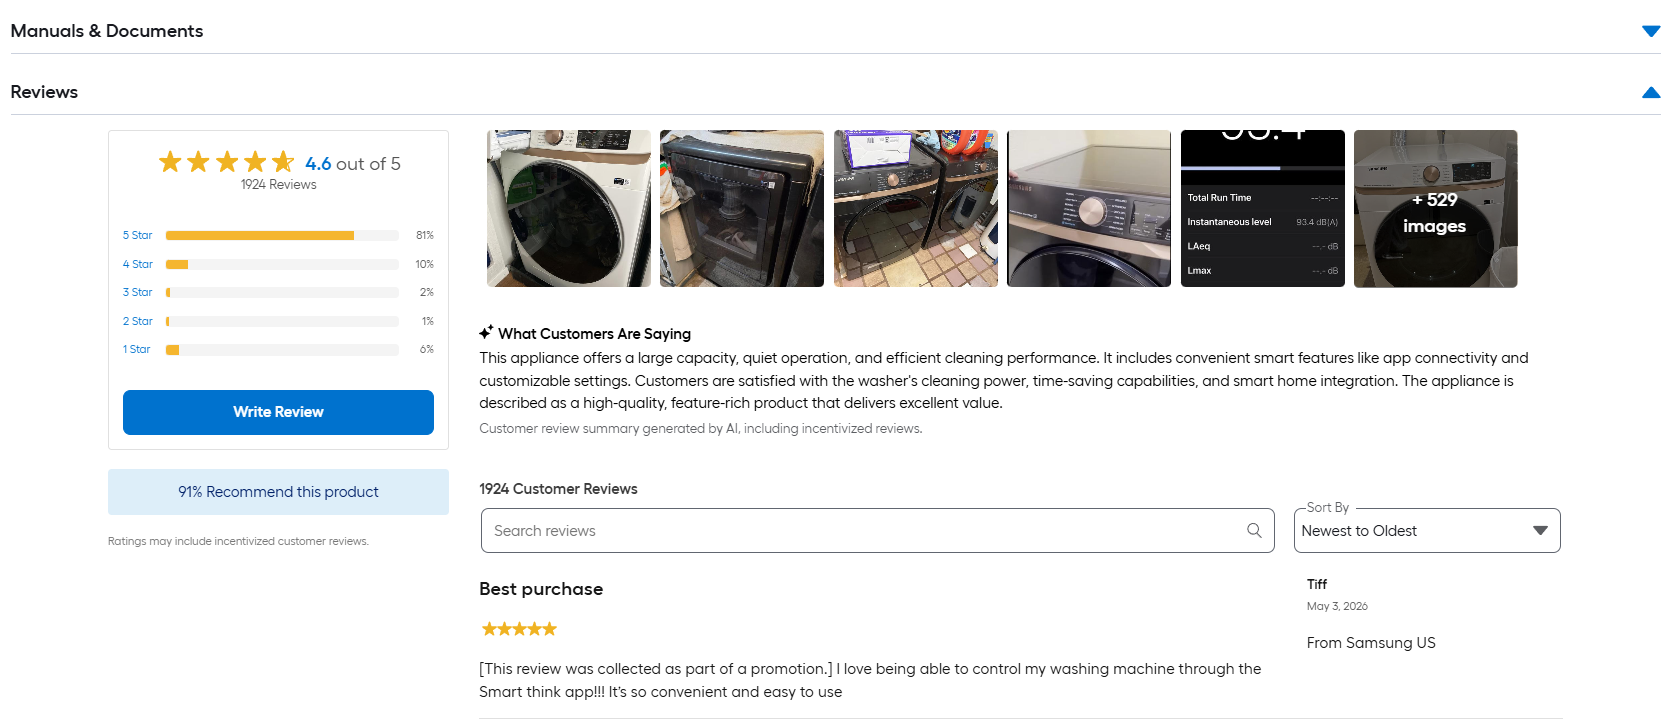 Manuals & Documents
Reviews
4.6 out of 5
1924 Reviews
5 Star 81%
4 Star 10%
3 Star 2%
2 Star 1%
1 Star 6%
Write Review
91% Recommend this product
Ratings may include incentivized customer reviews.
Total Run Time --:--:--
Instantaneous level 93.4 dB(A)
LAeq --.- dB
Lmax --.- dB
+ 529
images
What Customers Are Saying
This appliance offers a large capacity, quiet operation, and efficient cleaning performance. It includes convenient smart features like app connectivity and
customizable settings. Customers are satisfied with the washer's cleaning power, time-saving capabilities, and smart home integration. The appliance is
described as a high-quality, feature-rich product that delivers excellent value.
Customer review summary generated by AI, including incentivized reviews.
1924 Customer Reviews
Search reviews
Sort By
Newest to Oldest
Best purchase
Tiff
May 3, 2026
From Samsung US
[This review was collected as part of a promotion.] I love being able to control my washing machine through the
Smart think app!!! It's so convenient and easy to use